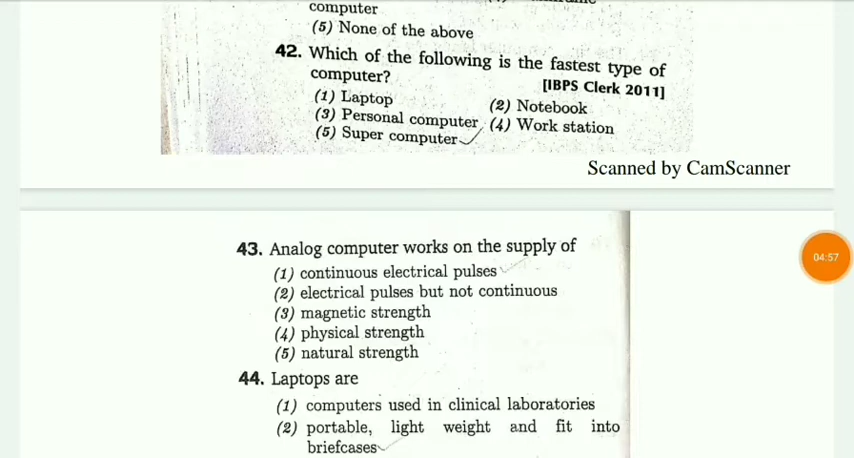 computer
(5) None of the above
42. Which of the following is the fastest type of
computer? [IBPS Clerk 2011]
(1) Laptop (2) Notebook
(3) Personal computer (4) Work station
(5) Super computer
Scanned by CamScanner
43. Analog computer works on the supply of
(1) continuous electrical pulses
(2) electrical pulses but not continuous
(3) magnetic strength
(4) physical strength
(5) natural strength
04:57
44. Laptops are
(1) computers used in clinical laboratories
(2) portable, light weight and fit into
briefcases